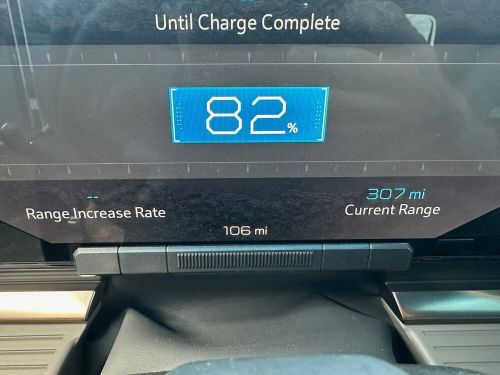 Until Charge Complete
82%
--
307 mi
Range Increase Rate
Current Range
106 mi